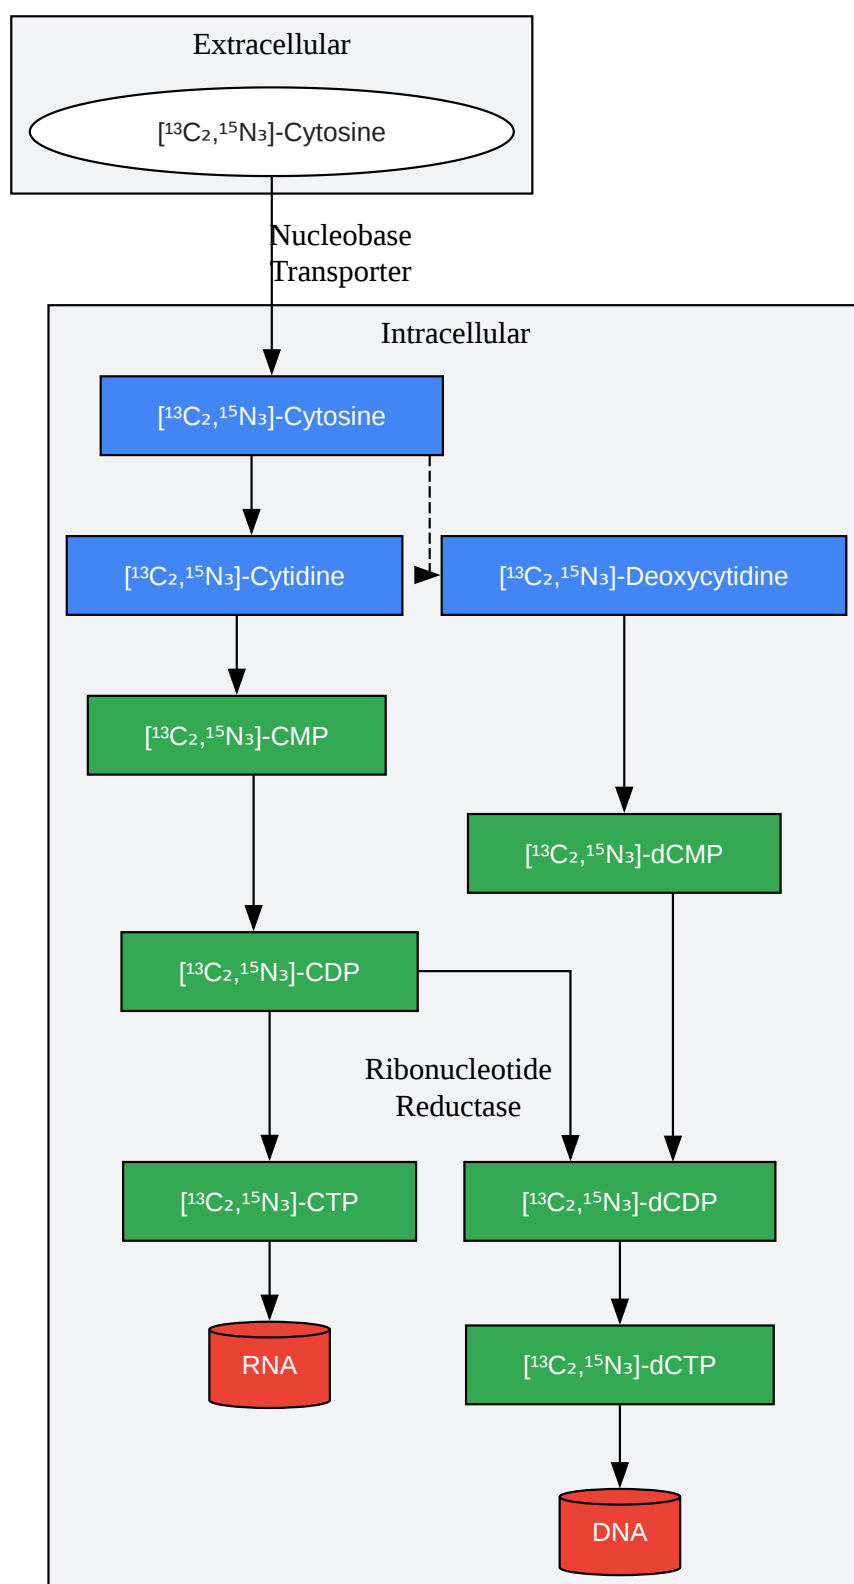 Extracellular
[¹³C₂,¹⁵N₃]-Cytosine
Nucleobase
Transporter
Intracellular
[¹³C₂,¹⁵N₃]-Cytosine
[¹³C₂,¹⁵N₃]-Cytidine
[¹³C₂,¹⁵N₃]-Deoxycytidine
[¹³C₂,¹⁵N₃]-CMP
[¹³C₂,¹⁵N₃]-dCMP
[¹³C₂,¹⁵N₃]-CDP
Ribonucleotide
Reductase
[¹³C₂,¹⁵N₃]-CTP
[¹³C₂,¹⁵N₃]-dCDP
RNA
[¹³C₂,¹⁵N₃]-dCTP
DNA